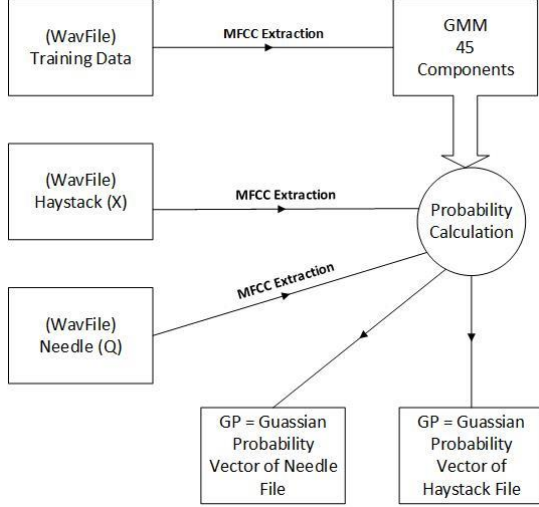 (WavFile)
Training Data
MFCC Extraction
GMM
45
Components
(WavFile)
Haystack (X)
MFCC Extraction
Probability
Calculation
(WavFile)
Needle (Q)
MFCC Extraction
GP = Guassian
Probability
Vector of Needle
File
GP = Guassian
Probability
Vector of
Haystack File